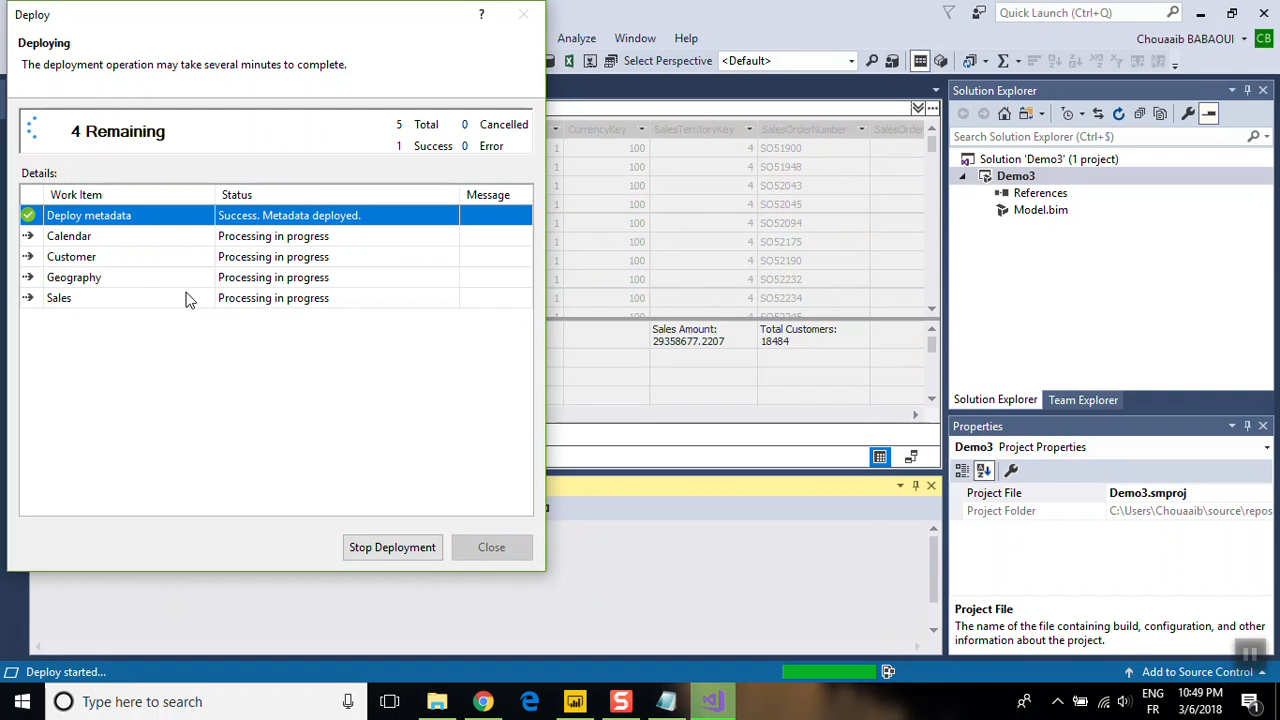 Deploy
?
Deploying
The deployment operation may take several minutes to complete.
4 Remaining
5 Total 0 Cancelled
1 Success 0 Error
Details:
Work Item Status Message
Deploy metadata Success. Metadata deployed.
Calendar Processing in progress
Customer Processing in progress
Geography Processing in progress
Sales Processing in progress
Stop Deployment Close
Quick Launch (Ctrl+Q)
Analyze Window Help
Chouaaib BABAOUI CB
Select Perspective <Default>
CurrencyKey SalesTerritoryKey SalesOrderNumber SalesOrder
1 100 4 SO51900
1 100 4 SO51948
1 100 4 SO52043
1 100 4 SO52045
1 100 4 SO52094
1 100 4 SO52175
1 100 4 SO52190
1 100 4 SO52232
1 100 4 SO52234
1 100 4 SO52245
Sales Amount: Total Customers:
29358677.2207 18484
Solution Explorer
Search Solution Explorer (Ctrl+$)
Solution 'Demo3' (1 project)
Demo3
References
Model.bim
Solution Explorer Team Explorer
Properties
Demo3 Project Properties
Project File Demo3.smproj
Project Folder C:\Users\Chouaaib\source\repos
Project File
The name of the file containing build, configuration, and other
information about the project.
Deploy started...
Add to Source Control
Type here to search
ENG
FR
10:49 PM
3/6/2018
1